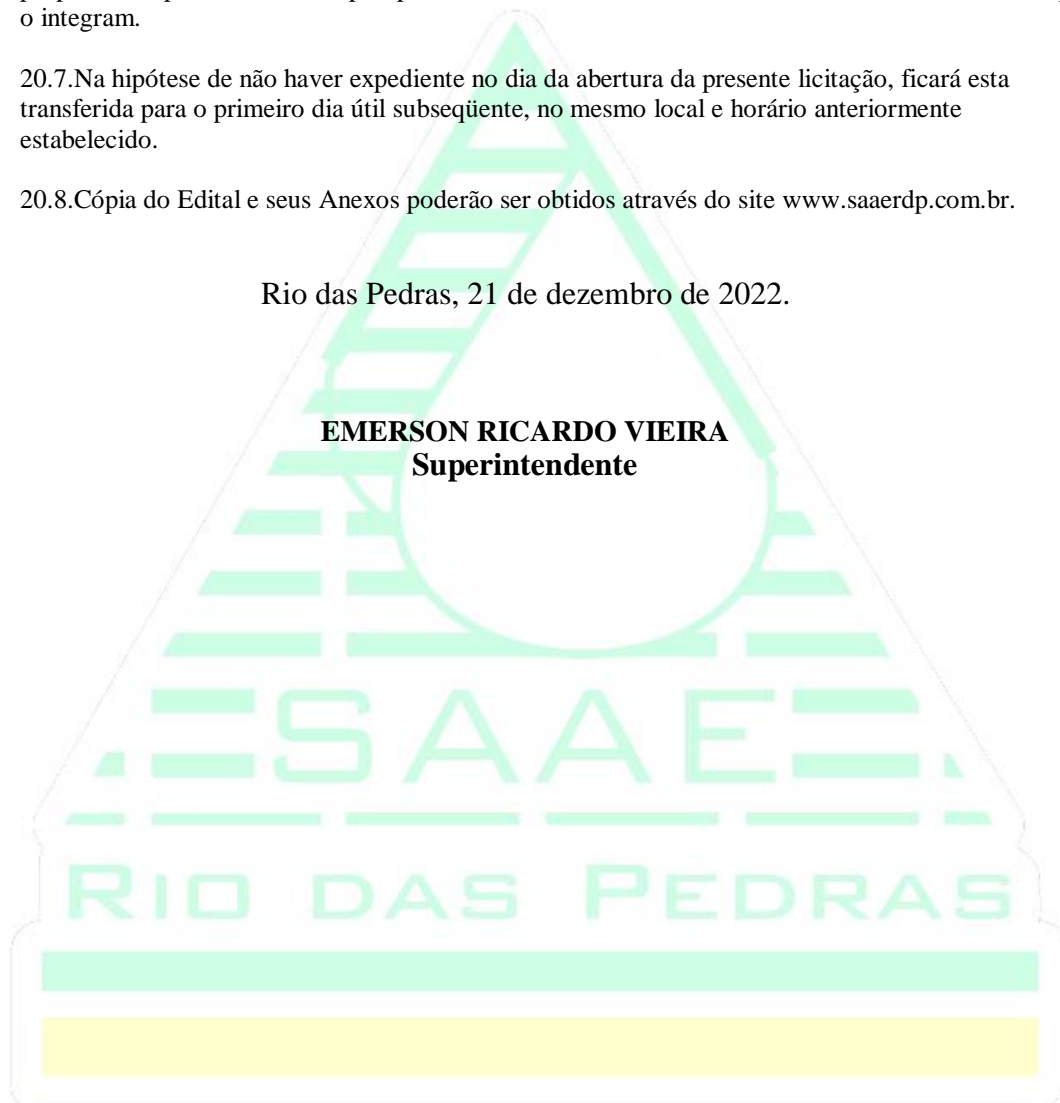 o integram.
20.7.Na hipótese de não haver expediente no dia da abertura da presente licitação, ficará esta
transferida para o primeiro dia útil subseqüente, no mesmo local e horário anteriormente
estabelecido.
20.8.Cópia do Edital e seus Anexos poderão ser obtidos através do site www.saaerdp.com.br.
Rio das Pedras, 21 de dezembro de 2022.
EMERSON RICARDO VIEIRA
Superintendente
SAAE
RIO DAS PEDRAS